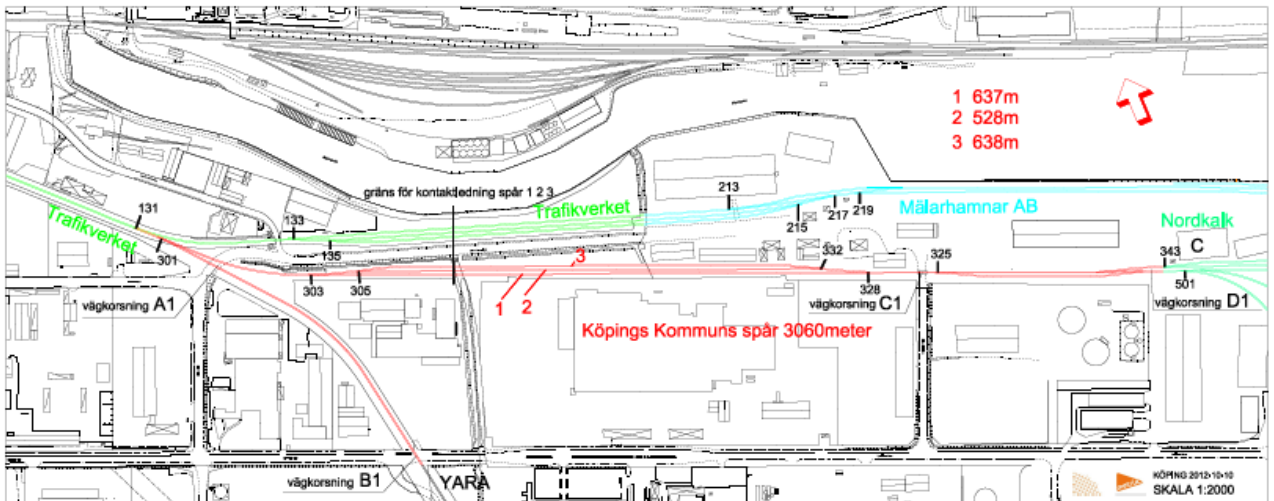 1 637m
2 528m
3 638m
gräns för kontaktledning spår 1 2 3
213
217
219
131
133
Trafikverket
Trafikverket
Mälarhamnar AB
Nordkalk
215
301
135
3
332
325
343
C
303
305
1
2
328
501
vägkorsning A1
vägkorsning C1
vägkorsning D1
Köpings Kommuns spår 3060meter
vägkorsning B1
YARA
KÖPING 2012-10-10
SKALA 1:2000